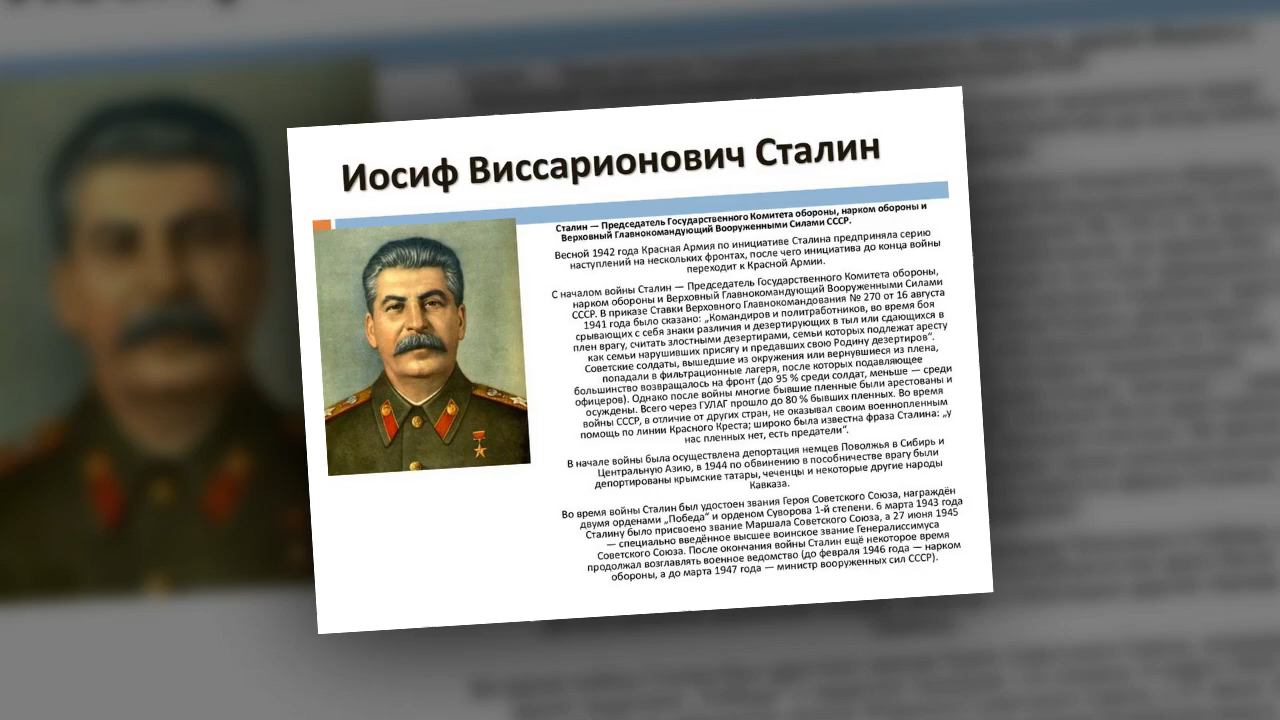 Иосиф Виссарионович Сталин
Сталин — Председатель Государственного Комитета обороны, нарком обороны и
Верховный Главнокомандующий Вооруженными Силами СССР.
Весной 1942 года Красная Армия по инициативе Сталина предприняла серию
наступлений на нескольких фронтах, после чего инициатива до конца войны
переходит к Красной Армии.
С началом войны Сталин — Председатель Государственного Комитета обороны,
нарком обороны и Верховный Главнокомандующий Вооруженными Силами
СССР. В приказе Ставки Верховного Главнокомандования № 270 от 16 августа
1941 года было сказано: „Командиров и политработников, во время боя
срывающих с себя знаки различия и дезертирующих в тыл или сдающихся в
плен врагу, считать злостными дезертирами, семьи которых подлежат аресту
как семьи нарушивших присягу и предавших свою Родину дезертиров“.
Советские солдаты, вышедшие из окружения или вернувшиеся из плена,
попадали в фильтрационные лагеря, после которых подавляющее
большинство возвращалось на фронт (до 95 % среди солдат, меньше — среди
офицеров). Однако после войны многие бывшие пленные были арестованы и
осуждены. Всего через ГУЛАГ прошло до 80 % бывших пленных. Во время
войны СССР, в отличие от других стран, не оказывал своим военнопленным
помощь по линии Красного Креста; широко была известна фраза Сталина: „у
нас пленных нет, есть предатели“.
В начале войны была осуществлена депортация немцев Поволжья в Сибирь и
Центральную Азию, в 1944 по обвинению в пособничестве врагу были
депортированы крымские татары, чеченцы и некоторые другие народы
Кавказа.
Во время войны Сталин был удостоен звания Героя Советского Союза, награждён
двумя орденами „Победа“ и орденом Суворова 1-й степени. 6 марта 1943 года
Сталину было присвоено звание Маршала Советского Союза, а 27 июня 1945
— специально введённое высшее воинское звание Генералиссимуса
Советского Союза. После окончания войны Сталин ещё некоторое время
продолжал возглавлять военное ведомство (до февраля 1946 года — нарком
обороны, а до марта 1947 года — министр вооруженных сил СССР).